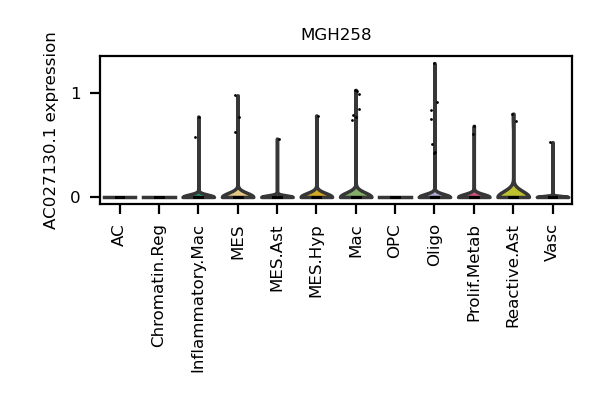 MGH258
AC027130.1 expression
1
0
AC
Chromatin.Reg
Inflammatory.Mac
MES
MES.Ast
MES.Hyp
Mac
OPC
Oligo
Prolif.Metab
Reactive.Ast
Vasc